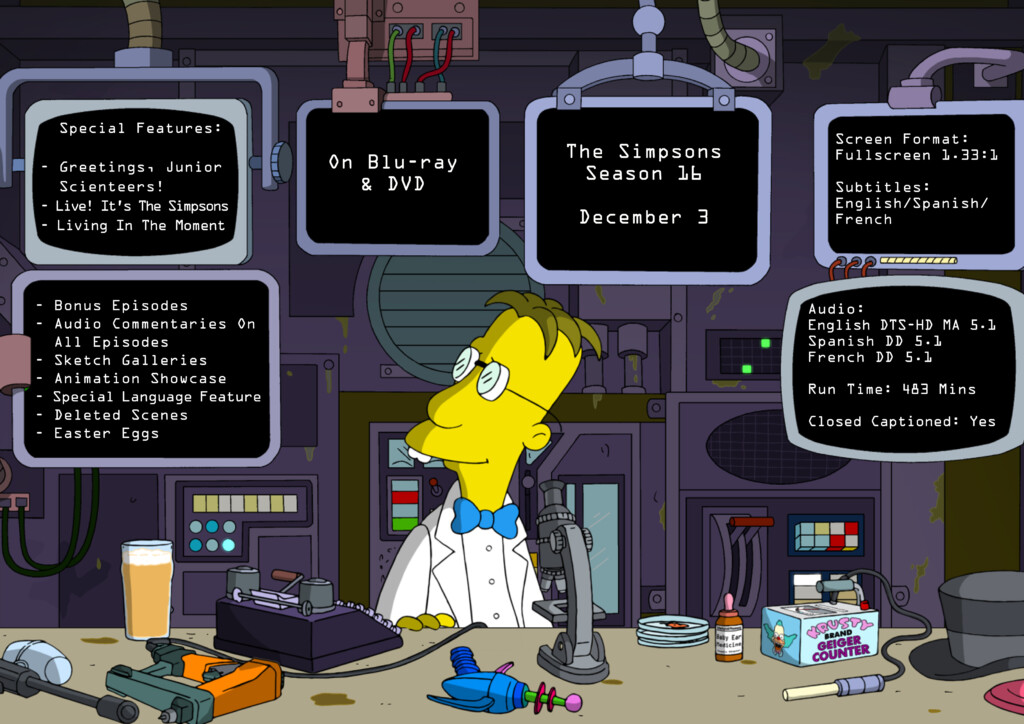 Special Features:
- Greetings, Junior
Scienteers!
- Live! It's The Simpsons
- Living In The Moment
On Blu-ray
& DVD
The Simpsons
Season 16
December 3
Screen Format:
Fullscreen 1.33:1
Subtitles:
English/Spanish/
French
- Bonus Episodes
- Audio Commentaries On
All Episodes
- Sketch Galleries
- Animation Showcase
- Special Language Feature
- Deleted Scenes
- Easter Eggs
Audio:
English DTS-HD MA 5.1
Spanish DD 5.1
French DD 5.1
Run Time: 483 Mins
Closed Captioned: Yes
Baby Ear
Medicine
KRUSTY
BRAND
GEIGER
COUNTER